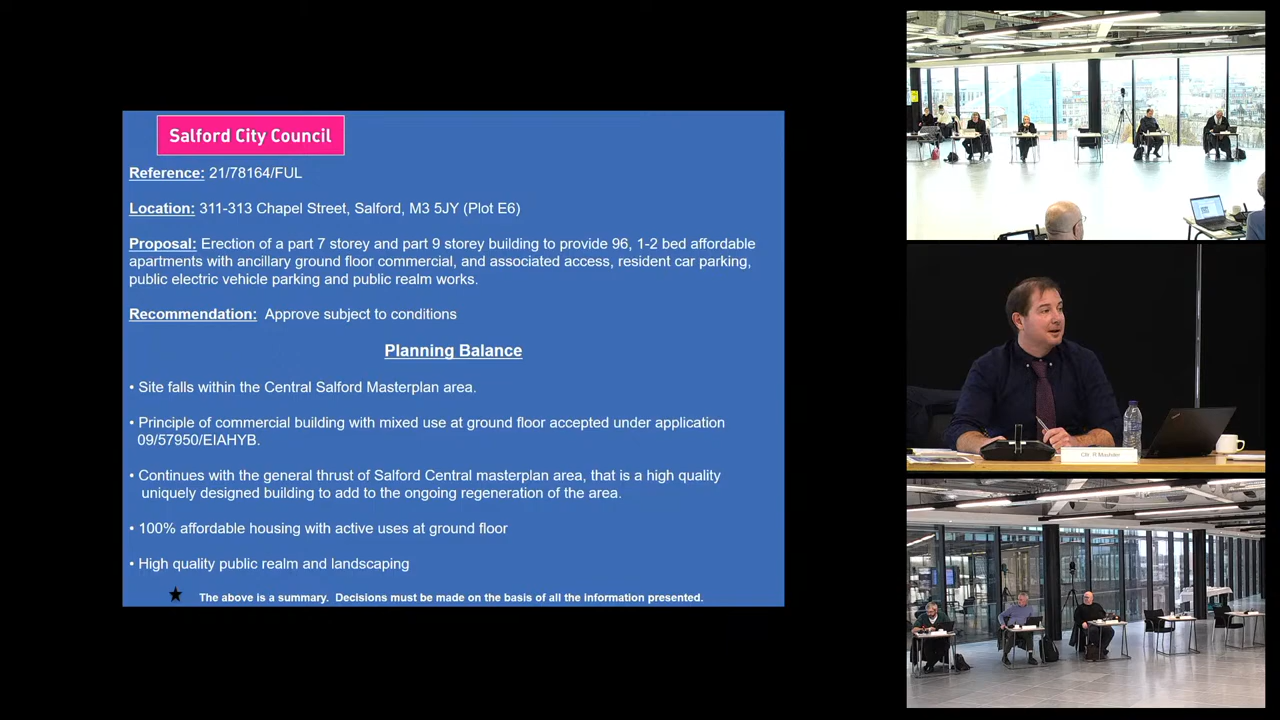 Salford City Council
Reference: 21/78164/FUL
Location: 311-313 Chapel Street, Salford, M3 5JY (Plot E6)
Proposal: Erection of a part 7 storey and part 9 storey building to provide 96, 1-2 bed affordable
apartments with ancillary ground floor commercial, and associated access, resident car parking,
public electric vehicle parking and public realm works.
Recommendation: Approve subject to conditions
Planning Balance
• Site falls within the Central Salford Masterplan area.
• Principle of commercial building with mixed use at ground floor accepted under application
09/57950/EIAHYB.
• Continues with the general thrust of Salford Central masterplan area, that is a high quality
uniquely designed building to add to the ongoing regeneration of the area.
• 100% affordable housing with active uses at ground floor
• High quality public realm and landscaping
★ The above is a summary. Decisions must be made on the basis of all the information presented.